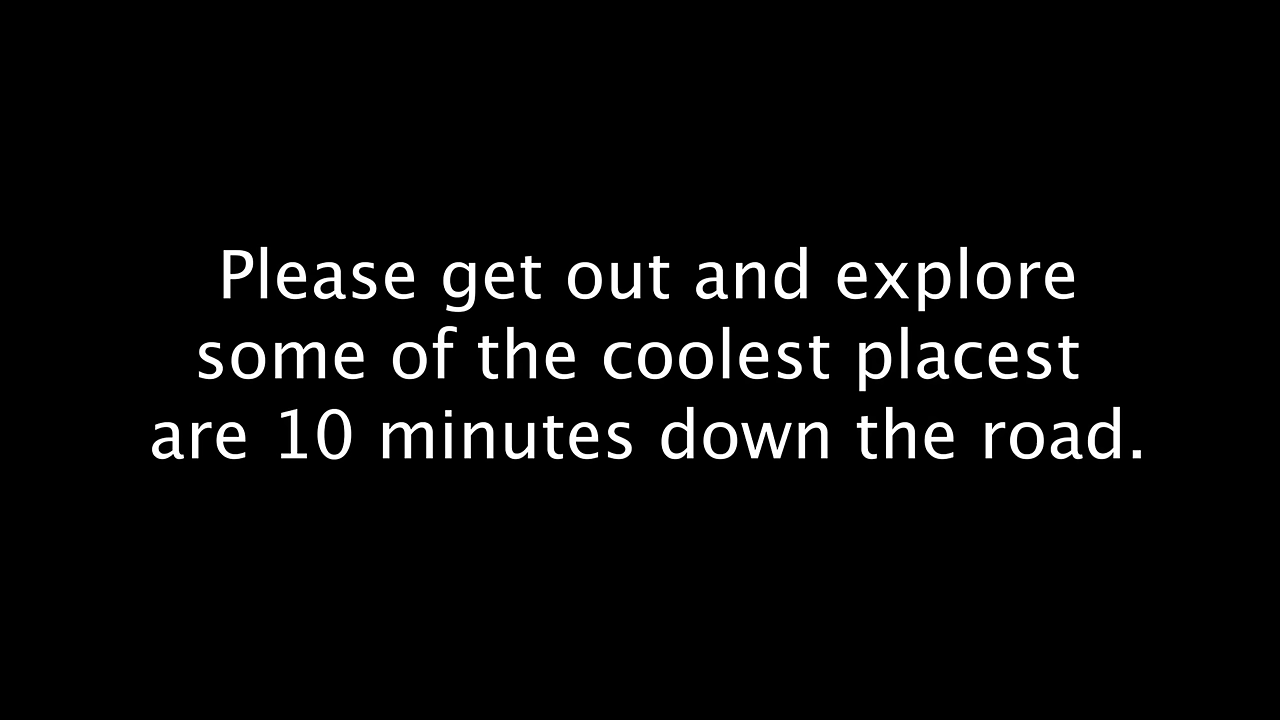 Please get out and explore
some of the coolest placest
are 10 minutes down the road.